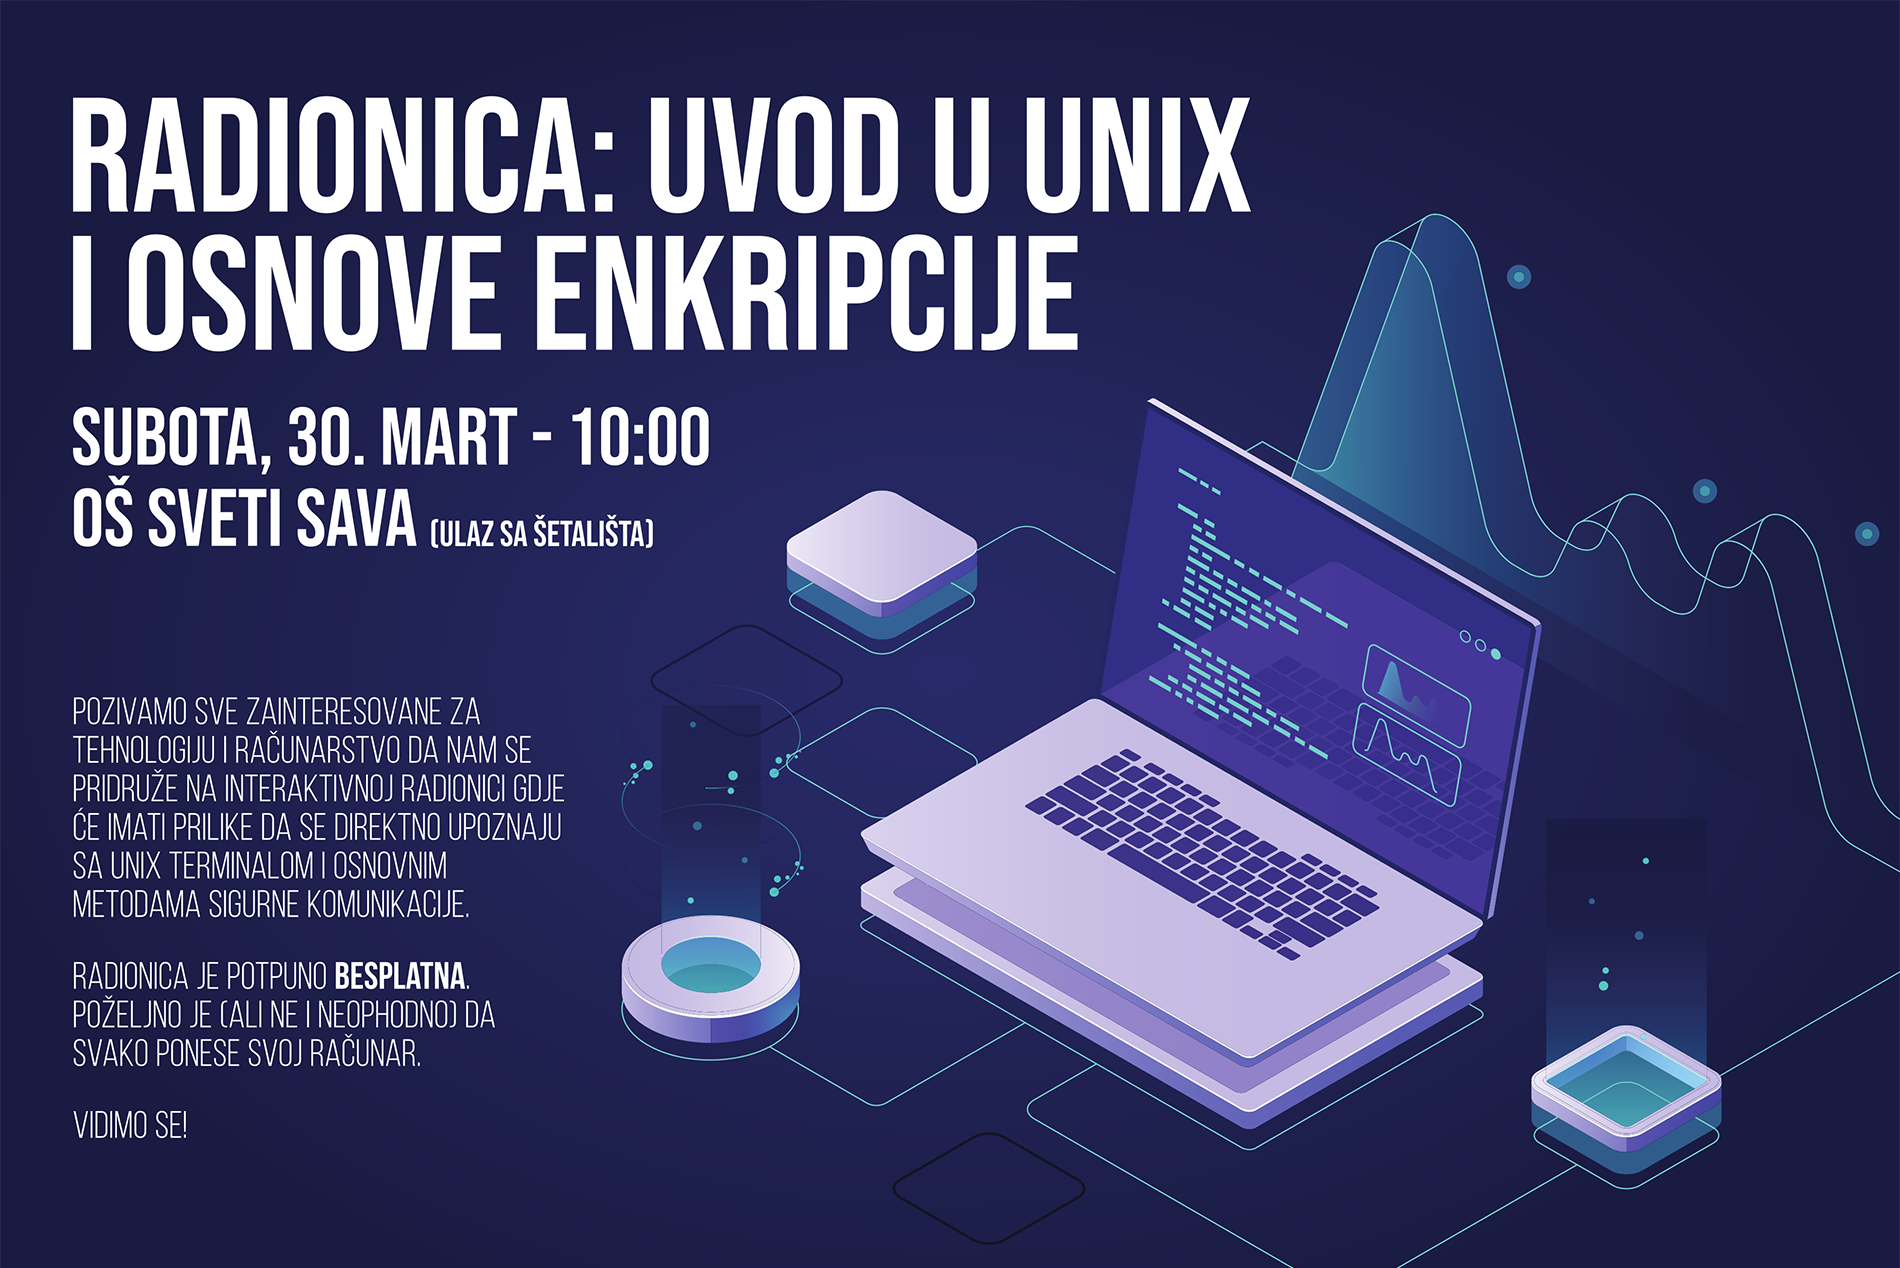 RADIONICA: UVOD U UNIX
I OSNOVE ENKRIPCIJE
SUBOTA, 30. MART - 10:00
OŠ SVETI SAVA (ULAZ SA ŠETALIŠTA)
POZIVAMO SVE ZAINTERESOVANE ZA
TEHNOLOGIJU I RAČUNARSTVO DA NAM SE
PRIDRUŽE NA INTERAKTIVNOJ RADIONICI GDJE
ĆE IMATI PRILIKE DA SE DIREKTNO UPOZNAJU
SA UNIX TERMINALOM I OSNOVNIM
METODAMA SIGURNE KOMUNIKACIJE.
RADIONICA JE POTPUNO BESPLATNA.
POŽELJNO JE (ALI NE I NEOPHODNO) DA
SVAKO PONESE SVOJ RAČUNAR.
VIDIMO SE!